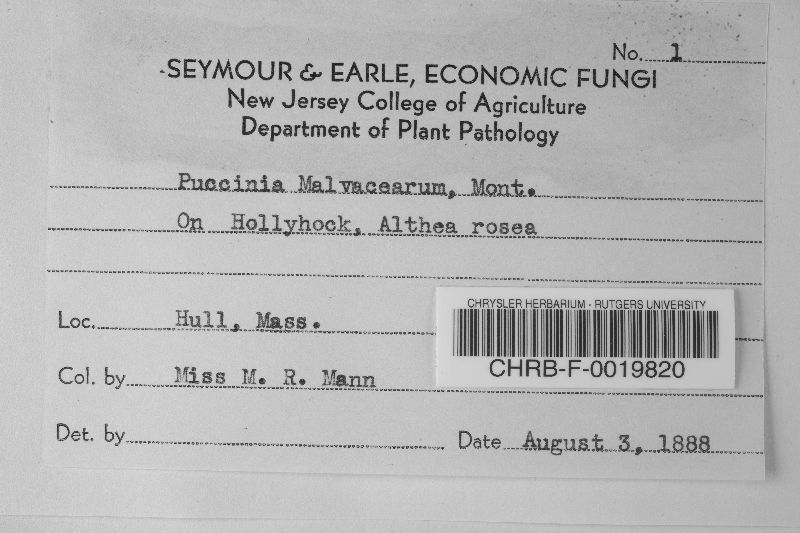 No. 1
SEYMOUR & EARLE, ECONOMIC FUNGI
New Jersey College of Agriculture
Department of Plant Pathology
Puccinia Malvacearum, Mont.
On Hollyhock, Althea rosea
CHRYSLER HERBARIUM - RUTGERS UNIVERSITY
CHRB-F-0019820
Loc. Hull, Mass.
Col. by Miss M. R. Mann
Det. by Date August 3, 1888